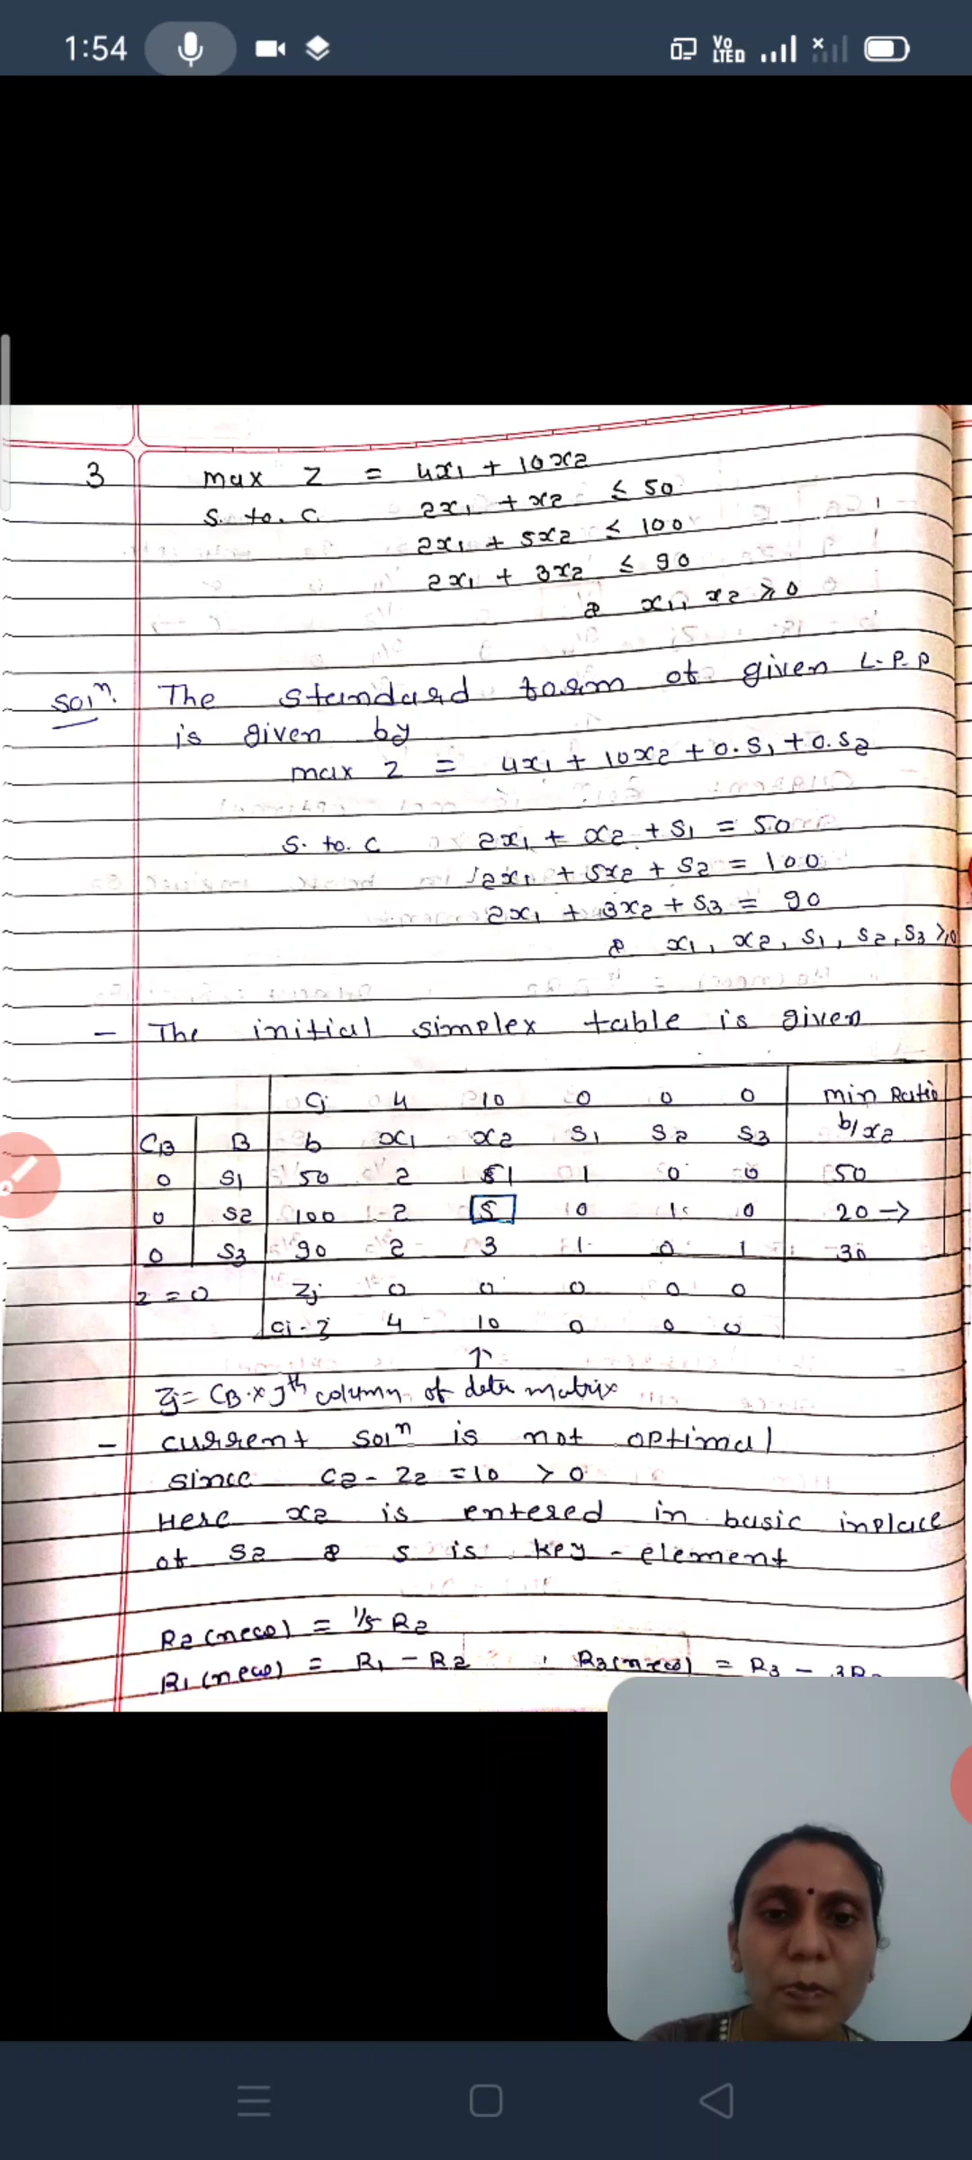 1:54
Vo LTE D
3 max Z = 4x1 + 10x2
s. to. c. 2x1 + x2 ≤ 50
2x1 + 5x2 ≤ 100
2x1 + 3x2 ≤ 90
& x1, x2 ≥ 0
Soln. The standard form of given L.P.P
is given by
max Z = 4x1 + 10x2 + 0.S1 + 0.S2
S. to. C 2x1 + x2 + S1 = 50
2x1 + 5x2 + S2 = 100
2x1 + 3x2 + S3 = 90
& x1, x2, S1, S2, S3 ≥ 0
- The initial simplex table is given
Cj 4 10 0 0 0 min Ratio
CB B b x1 x2 S1 S2 S3 b/x2
0 S1 50 2 1 1 0 0 50
0 S2 100 2 5 0 1 0 20 →
0 S3 90 2 3 1 0 1 30
Z = 0 Zj 0 0 0 0 0
Cj - Zj 4 10 0 0 0
↑
Zj = CB × jth column of data matrix
- current soln is not optimal
since C2 - Z2 = 10 > 0
Here x2 is entered in basic inplace
of S2 & 5 is key - element
R2 (new) = 1/5 R2
R1 (new) = R1 - R2 , R3 (new) = R3 - 3R2